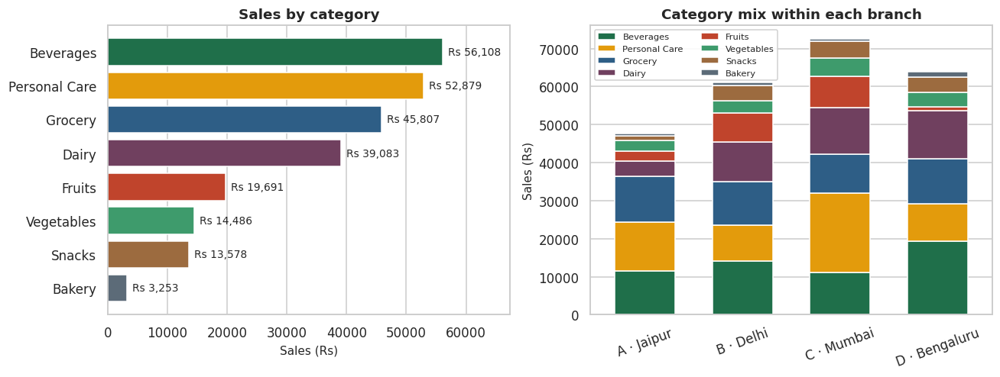 Sales by category
Beverages
Rs 56,108
Personal Care
Rs 52,879
Grocery
Rs 45,807
Dairy
Rs 39,083
Fruits
Rs 19,691
Vegetables
Rs 14,486
Snacks
Rs 13,578
Bakery
Rs 3,253
0 10000 20000 30000 40000 50000 60000
Sales (Rs)
Category mix within each branch
Beverages
Personal Care
Grocery
Dairy
Fruits
Vegetables
Snacks
Bakery
Sales (Rs)
70000
60000
50000
40000
30000
20000
10000
0
A · Jaipur
B · Delhi
C · Mumbai
D · Bengaluru